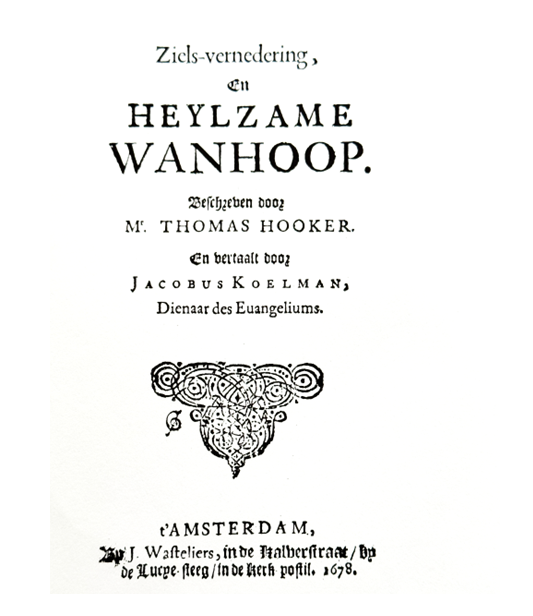 Ziels-vernedering,
En
HEYLZAME
WANHOOP.
Beschreven door
Mr. THOMAS HOOKER.
En vertaalt door
JACOBUS KOELMAN,
Dienaar des Euangeliums.
t'AMSTERDAM,
By J. Wasteliers, in de Kalverstraat / by
de Lucye-steeg / in de Kerk-postil. 1678.